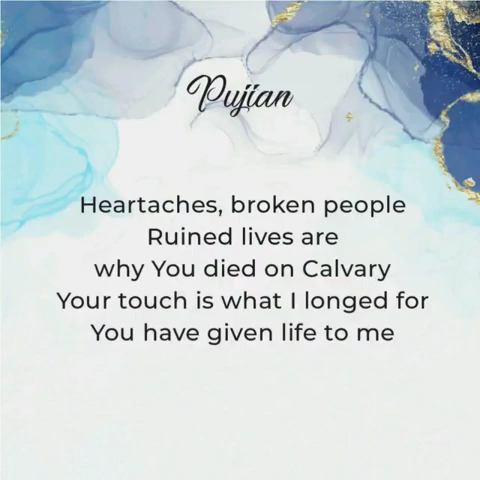 Pujian
Heartaches, broken people
Ruined lives are
why You died on Calvary
Your touch is what I longed for
You have given life to me